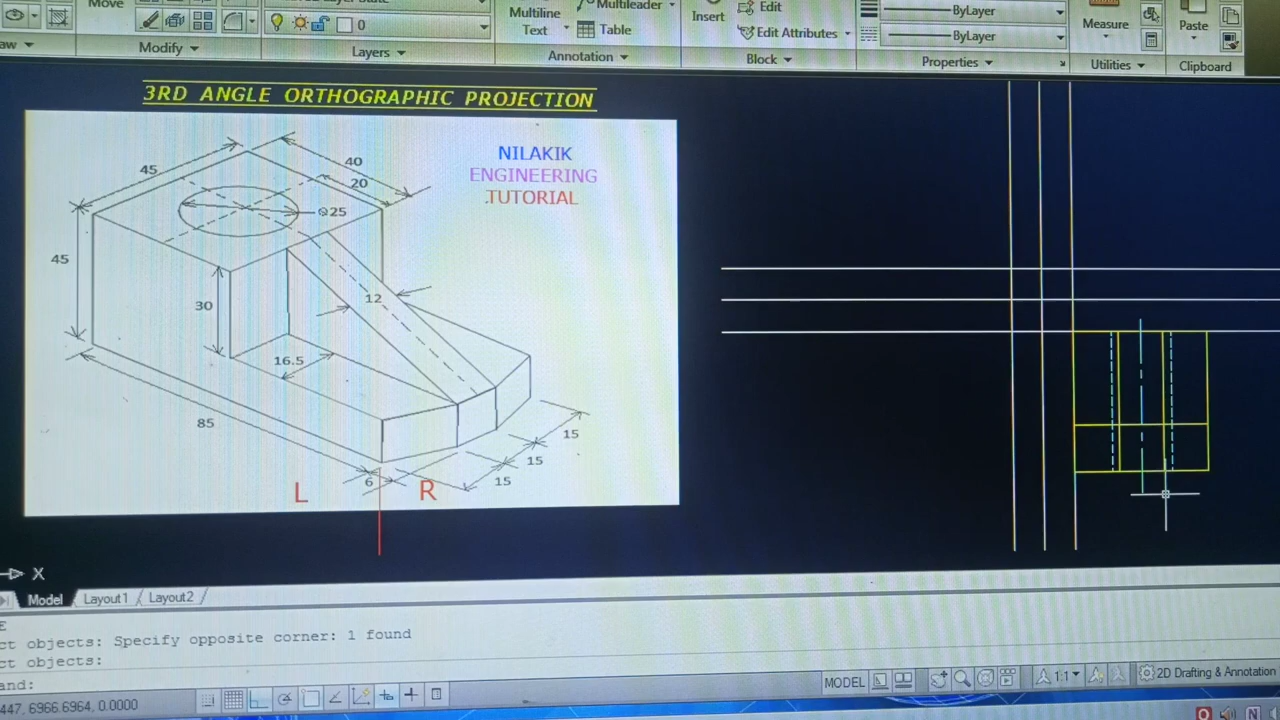 Move
Multiline
Text
Multileader
Table
Insert
Edit
Edit Attributes
0
ByLayer
ByLayer
Measure
Paste
Modify
Layers
Annotation
Block
Properties
Utilities
Clipboard
3RD ANGLE ORTHOGRAPHIC PROJECTION
NILAKIK
ENGINEERING
TUTORIAL
45
40
20
Ø25
45
30
12
16.5
85
15
15
15
6
L
R
X
Model
Layout1
Layout2
ct objects: Specify opposite corner: 1 found
ct objects:
and:
447, 6966.6964, 0.0000
MODEL
1:1
2D Drafting & Annotation